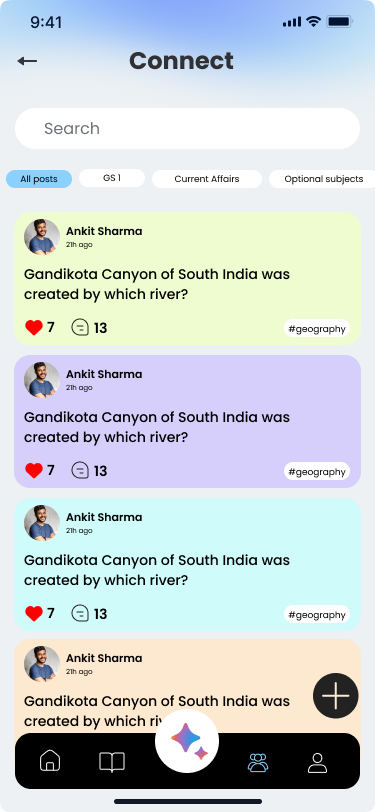 9:41
Connect
Search
All posts GS 1 Current Affairs Optional subjects
Ankit Sharma
21h ago
Gandikota Canyon of South India was
created by which river?
7 13 #geography
Ankit Sharma
21h ago
Gandikota Canyon of South India was
created by which river?
7 13 #geography
Ankit Sharma
21h ago
Gandikota Canyon of South India was
created by which river?
7 13 #geography
Ankit Sharma
21h ago
Gandikota Canyon of South India was
created by which riv